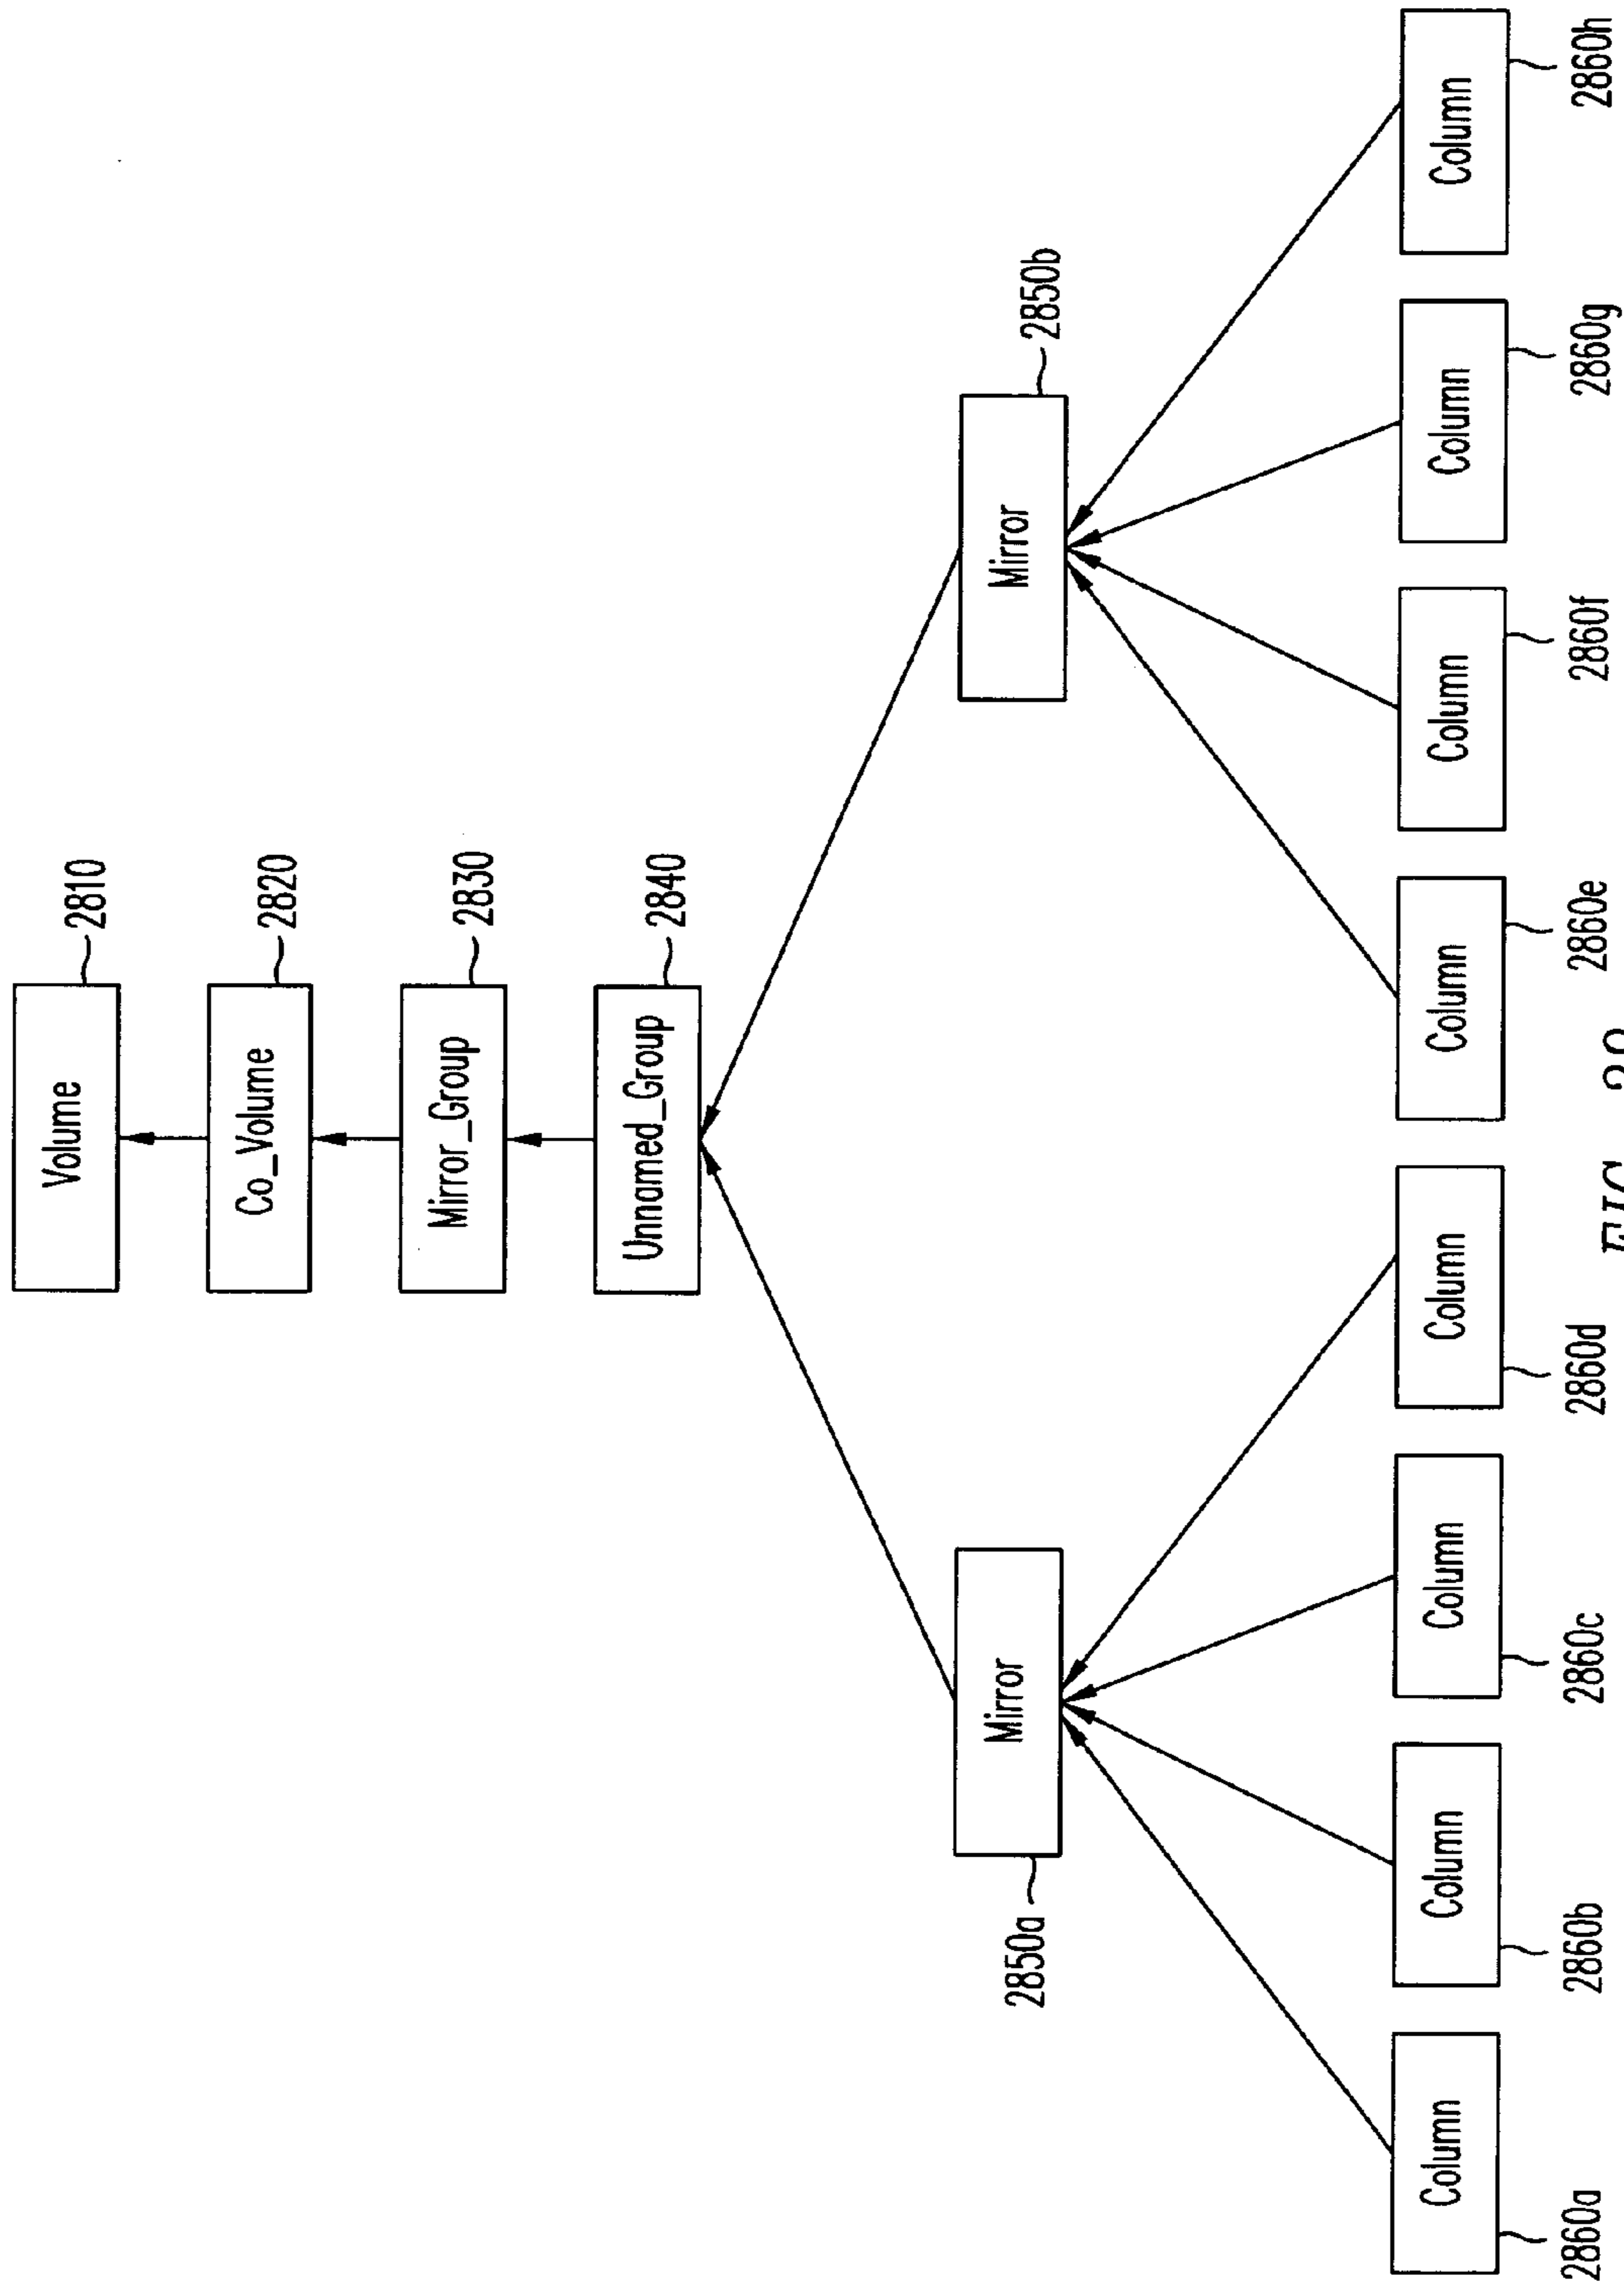 Volume
2810
Co_Volume
2820
Mirror_Group
2830
Unnamed_Group
2840
Mirror
2850a
Mirror
2850b
Column
2860a
Column
2860b
Column
2860c
Column
2860d
Column
2860e
Column
2860f
Column
2860g
Column
2860h